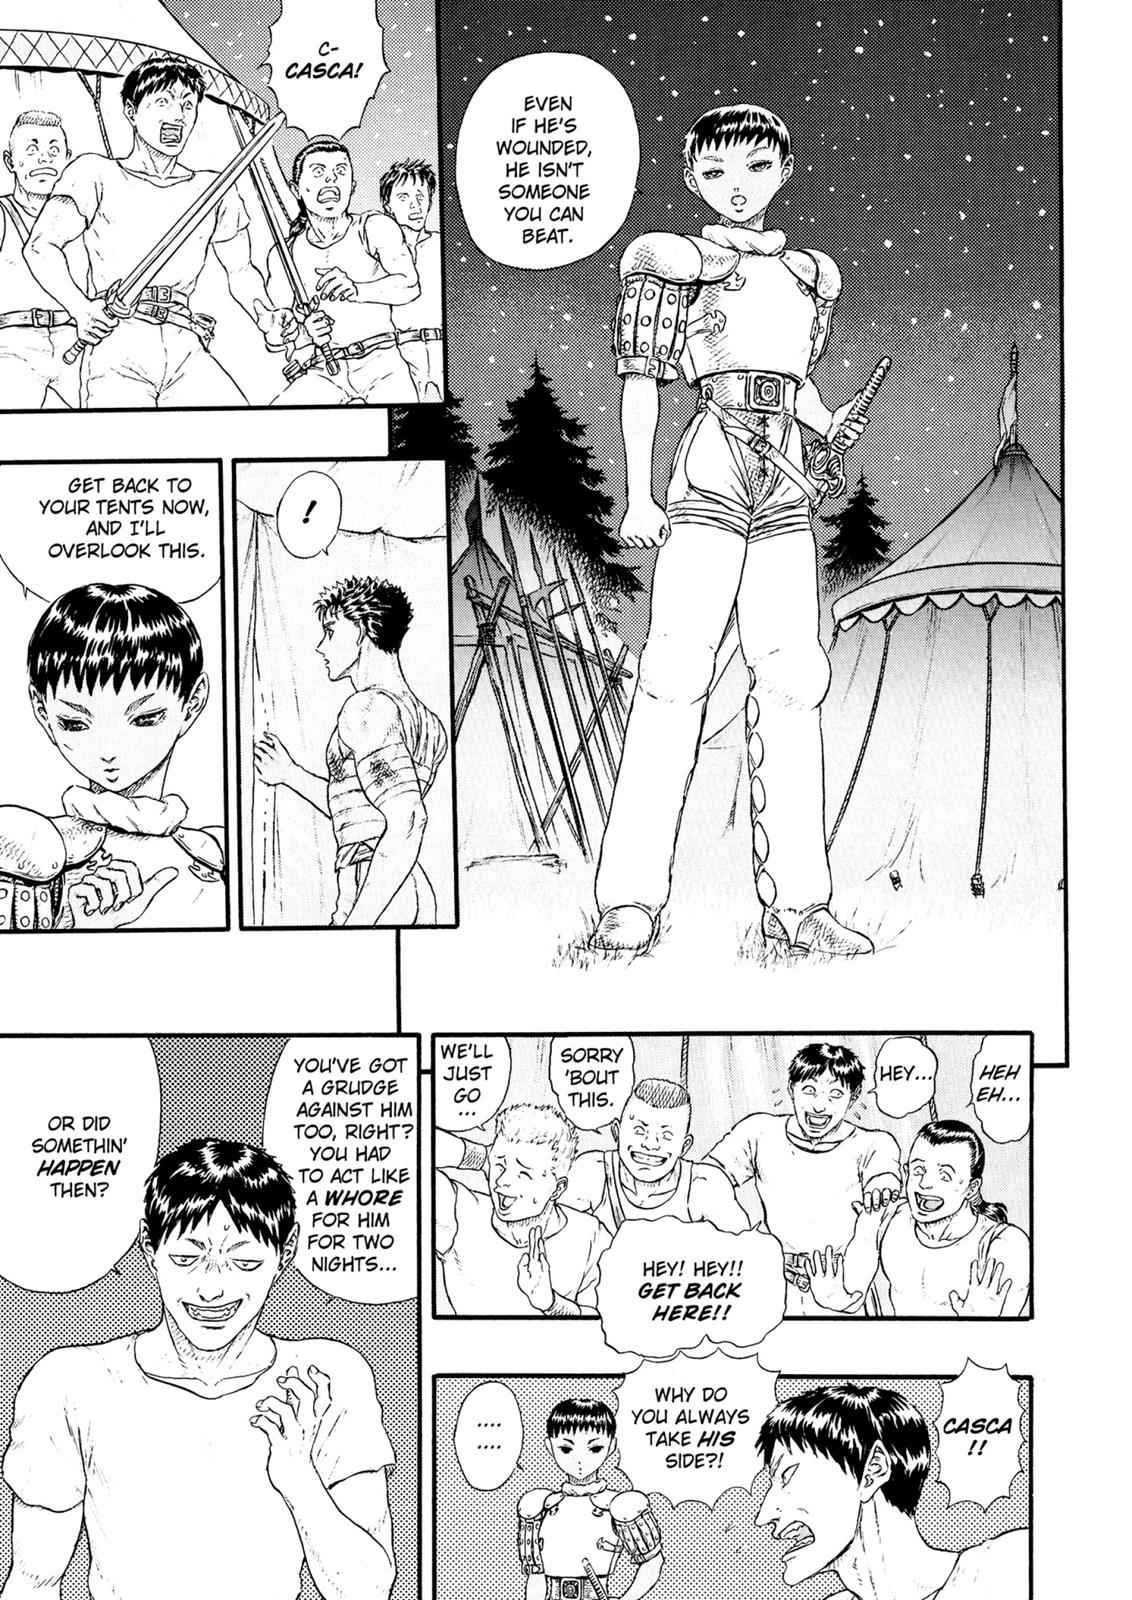 EVEN
IF HE'S
WOUNDED,
HE ISN'T
SOMEONE
YOU CAN
BEAT.
C-
CASCA!
!
GET BACK TO
YOUR TENTS NOW,
AND I'LL
OVERLOOK THIS.
HEH
EH...
HEY...
SORRY
'BOUT
THIS.
WE'LL
JUST
GO
...
HEY! HEY!!
GET BACK
HERE!!
CASCA
!!
WHY DO
YOU ALWAYS
TAKE HIS
SIDE?!
....
....
YOU'VE GOT
A GRUDGE
AGAINST HIM
TOO, RIGHT?
YOU HAD
TO ACT LIKE
A WHORE
FOR HIM
FOR TWO
NIGHTS...
OR DID
SOMETHIN'
HAPPEN
THEN?